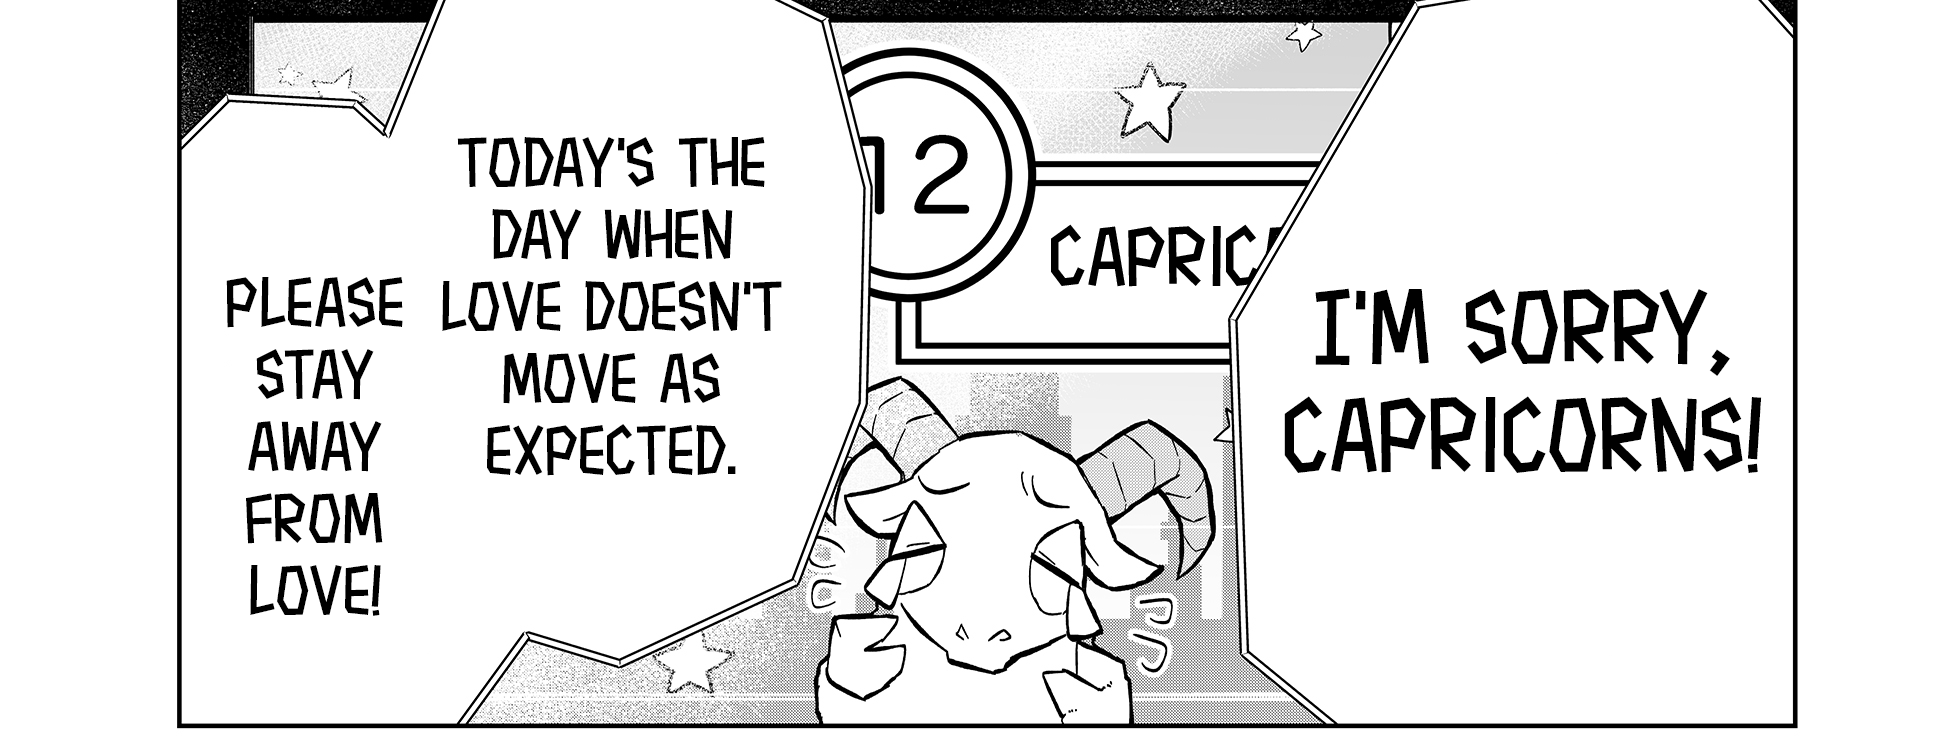 I'M SORRY,
CAPRICORNS!
12
CAPRIC
TODAY'S THE
DAY WHEN
LOVE DOESN'T
MOVE AS
EXPECTED.
PLEASE
STAY
AWAY
FROM
LOVE!